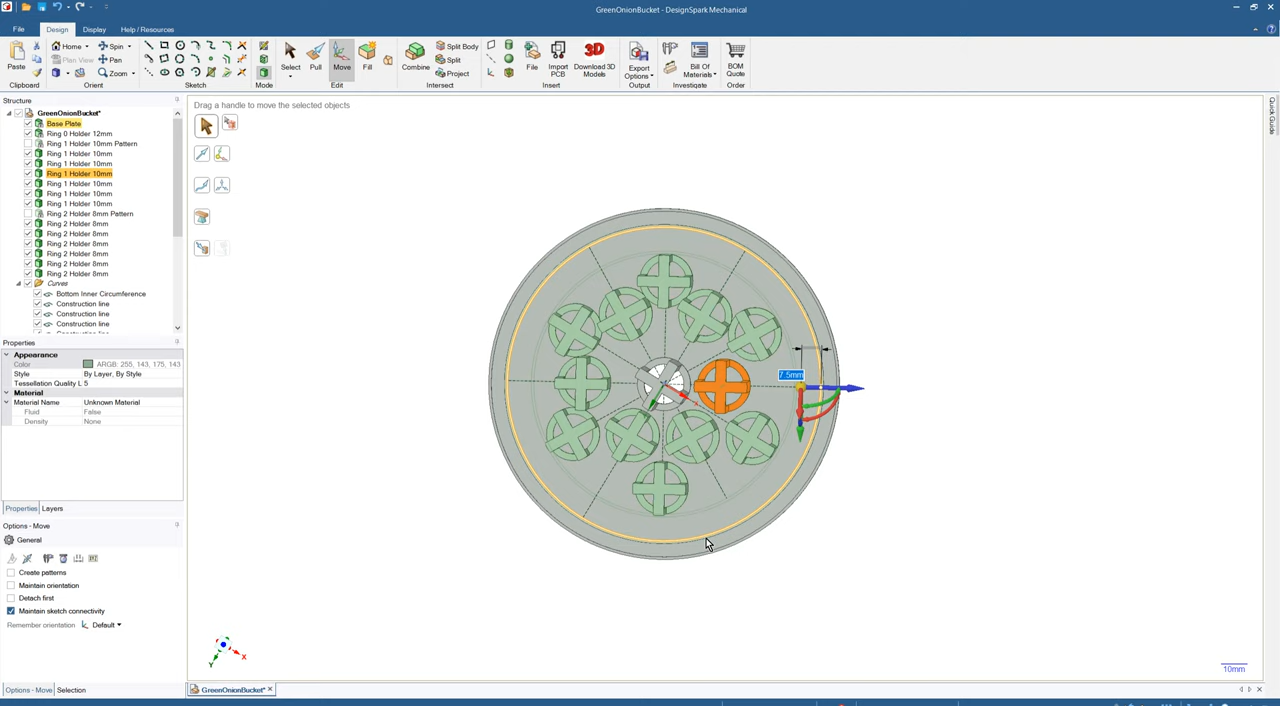 GreenOnionBucket - DesignSpark Mechanical
File
Design
Display
Help / Resources
Paste
Clipboard
Home
Spin
Plan View
Pan
Zoom
Orient
Sketch
Mode
Select
Pull
Move
Fill
Edit
Combine
Split Body
Split
Project
Intersect
File
Import PCB
Download 3D Models
3D
Insert
Export Options
Output
Bill Of Materials
Investigate
BOM Quote
Order
Structure
GreenOnionBucket*
Base Plate
Ring 0 Holder 12mm
Ring 1 Holder 10mm Pattern
Ring 1 Holder 10mm
Ring 1 Holder 10mm
Ring 1 Holder 10mm
Ring 1 Holder 10mm
Ring 1 Holder 10mm
Ring 1 Holder 10mm
Ring 2 Holder 8mm Pattern
Ring 2 Holder 8mm
Ring 2 Holder 8mm
Ring 2 Holder 8mm
Ring 2 Holder 8mm
Ring 2 Holder 8mm
Ring 2 Holder 8mm
Curves
Bottom Inner Circumference
Construction line
Construction line
Construction line
Properties
Appearance
Color ARGB: 255, 143, 175, 143
Style By Layer, By Style
Tessellation Quality L 5
Material
Material Name Unknown Material
Fluid False
Density None
Properties Layers
Options - Move
General
Create patterns
Maintain orientation
Detach first
Maintain sketch connectivity
Remember orientation Default
Options - Move Selection
Drag a handle to move the selected objects
7.5mm
X
Y
10mm
GreenOnionBucket*
Quick Guide